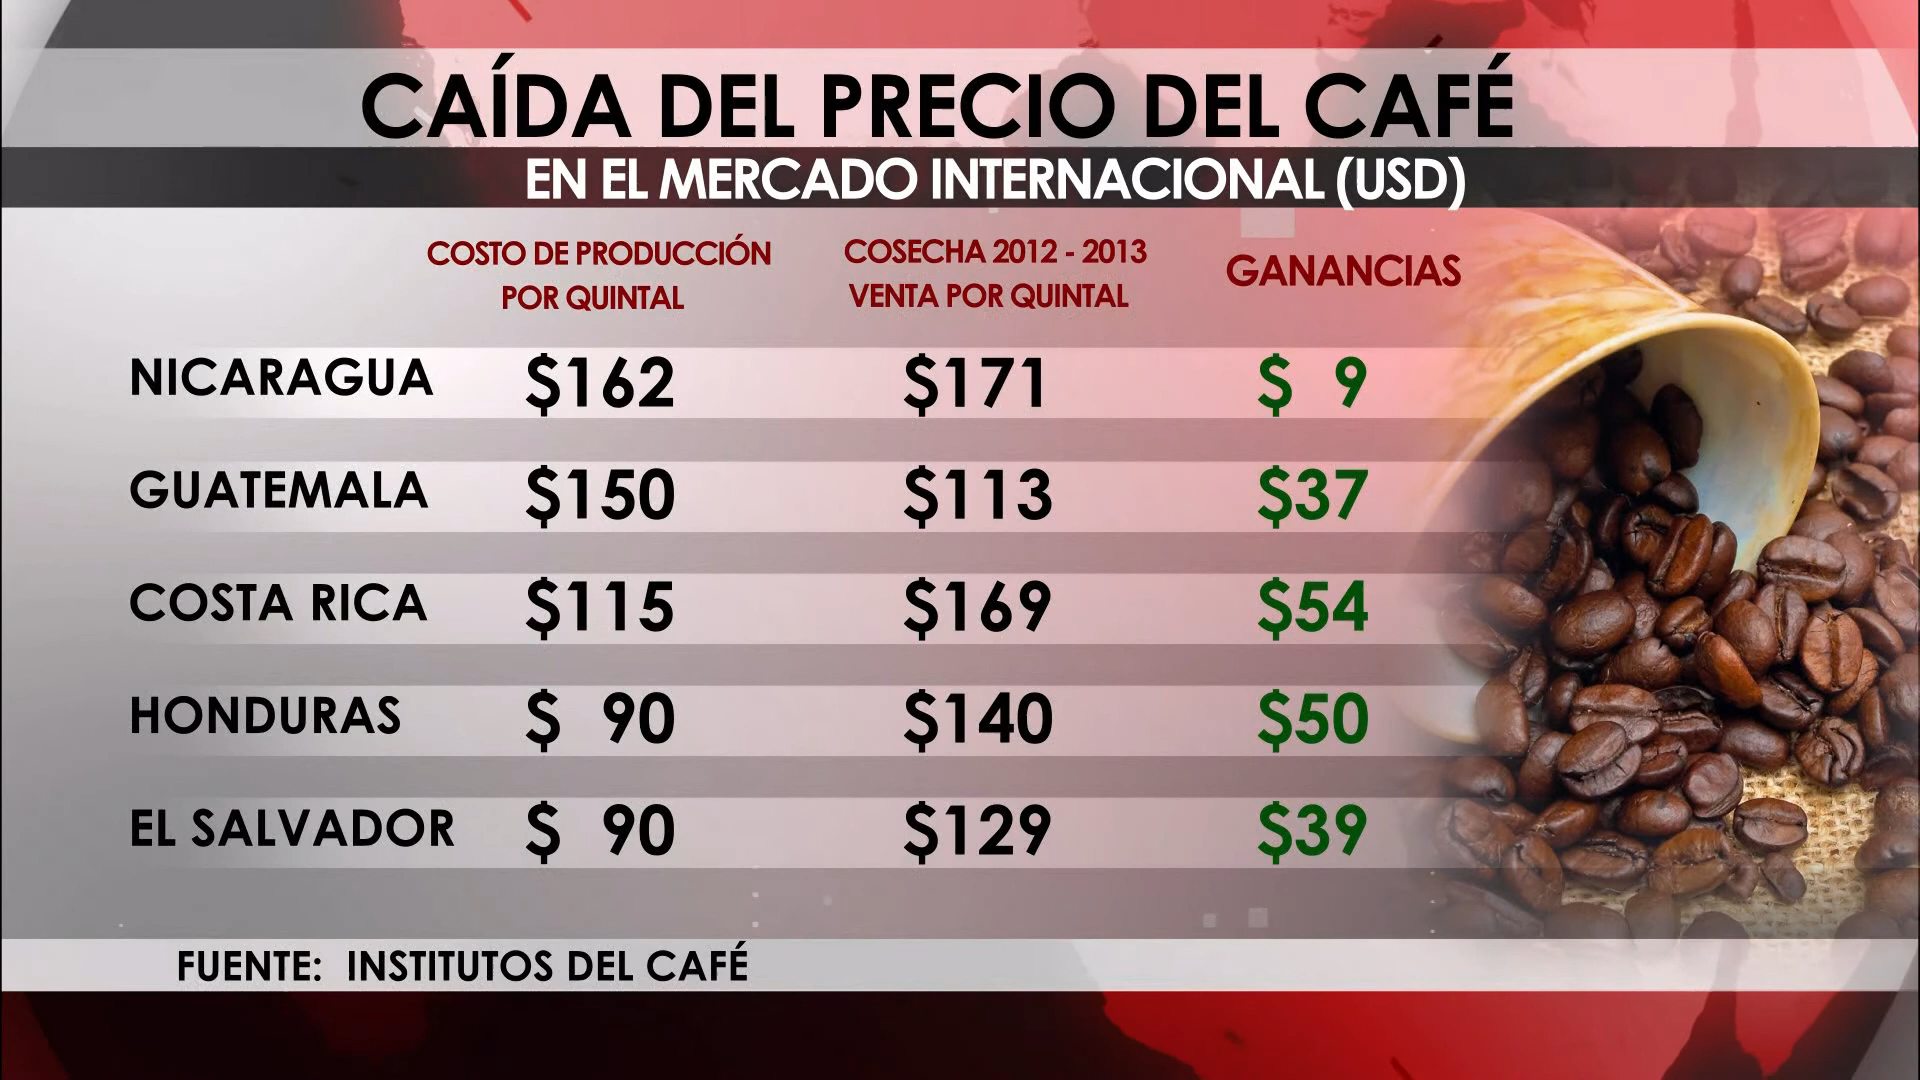 CAÍDA DEL PRECIO DEL CAFÉ
EN EL MERCADO INTERNACIONAL (USD)
COSTO DE PRODUCCIÓN
POR QUINTAL
COSECHA 2012 - 2013
VENTA POR QUINTAL
GANANCIAS
NICARAGUA $162 $171 $ 9
GUATEMALA $150 $113 $37
COSTA RICA $115 $169 $54
HONDURAS $ 90 $140 $50
EL SALVADOR $ 90 $129 $39
FUENTE: INSTITUTOS DEL CAFÉ